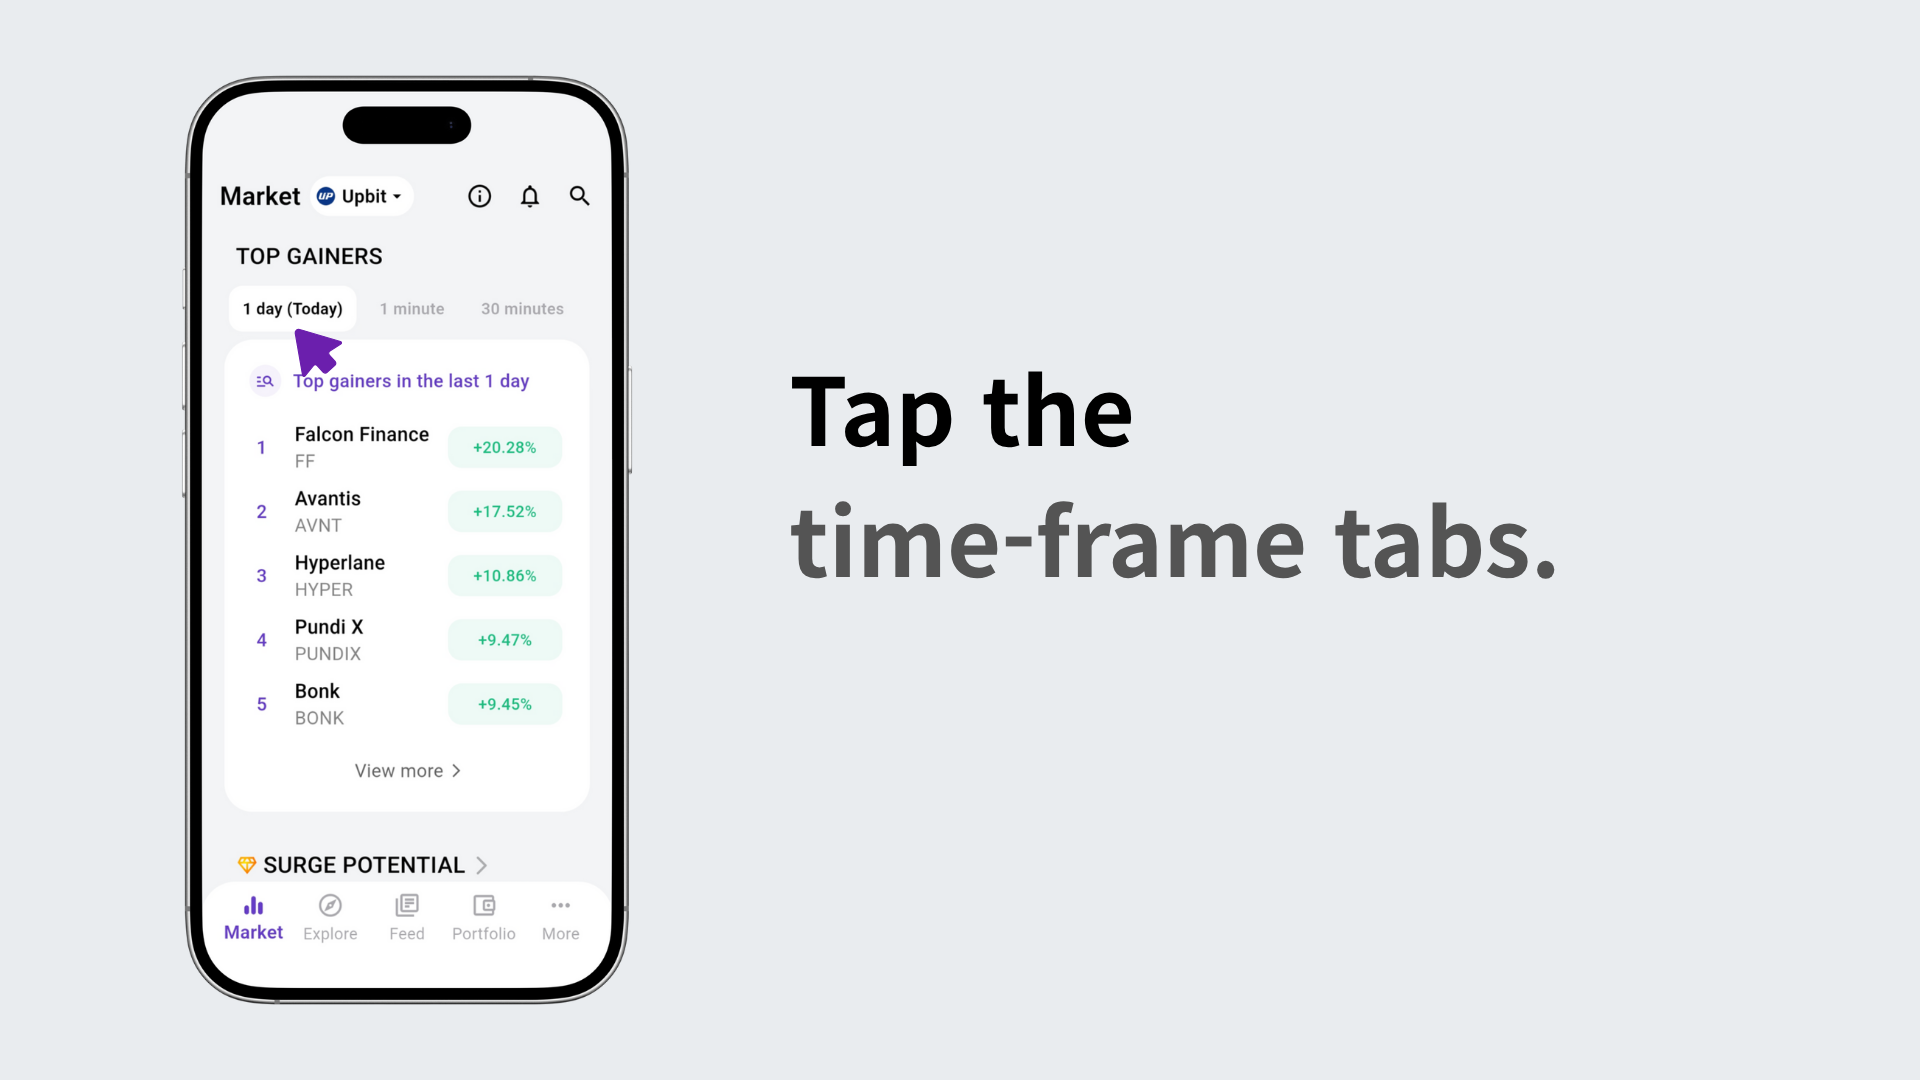 Market
UP Upbit
TOP GAINERS
1 day (Today) 1 minute 30 minutes
Top gainers in the last 1 day
1 Falcon Finance +20.28%
FF
2 Avantis +17.52%
AVNT
3 Hyperlane +10.86%
HYPER
4 Pundi X +9.47%
PUNDIX
5 Bonk +9.45%
BONK
View more
SURGE POTENTIAL
Market Explore Feed Portfolio More
Tap the
time-frame tabs.